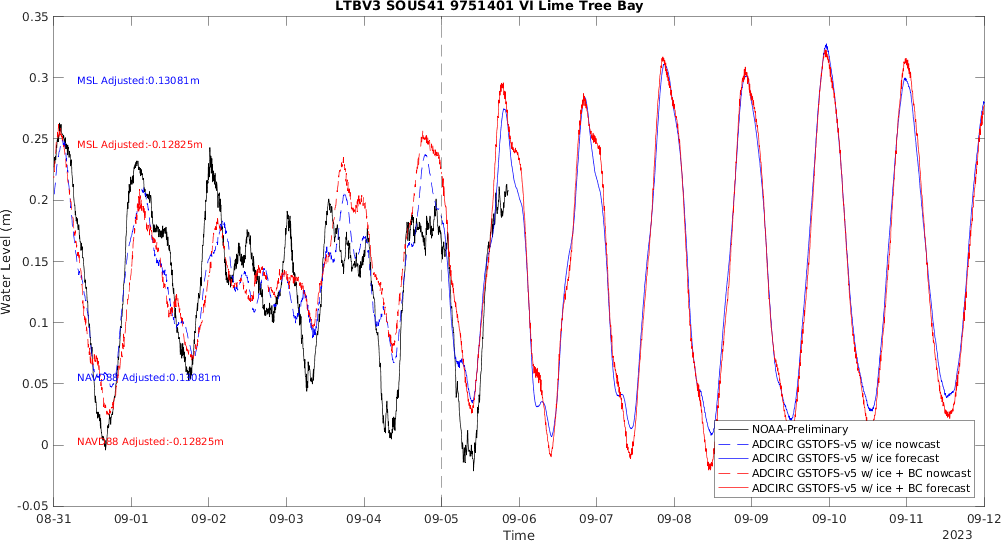 LTBV3 SOUS41 9751401 VI Lime Tree Bay
0.35
0.3
0.25
0.2
0.15
0.1
0.05
0
-0.05
Water Level (m)
MSL Adjusted:0.13081m
MSL Adjusted:-0.12825m
NAVD88 Adjusted:0.13081m
NAVD88 Adjusted:-0.12825m
NOAA-Preliminary
ADCIRC GSTOFS-v5 w/ ice nowcast
ADCIRC GSTOFS-v5 w/ ice forecast
ADCIRC GSTOFS-v5 w/ ice + BC nowcast
ADCIRC GSTOFS-v5 w/ ice + BC forecast
08-31 09-01 09-02 09-03 09-04 09-05 09-06 09-07 09-08 09-09 09-10 09-11 09-12
Time
2023